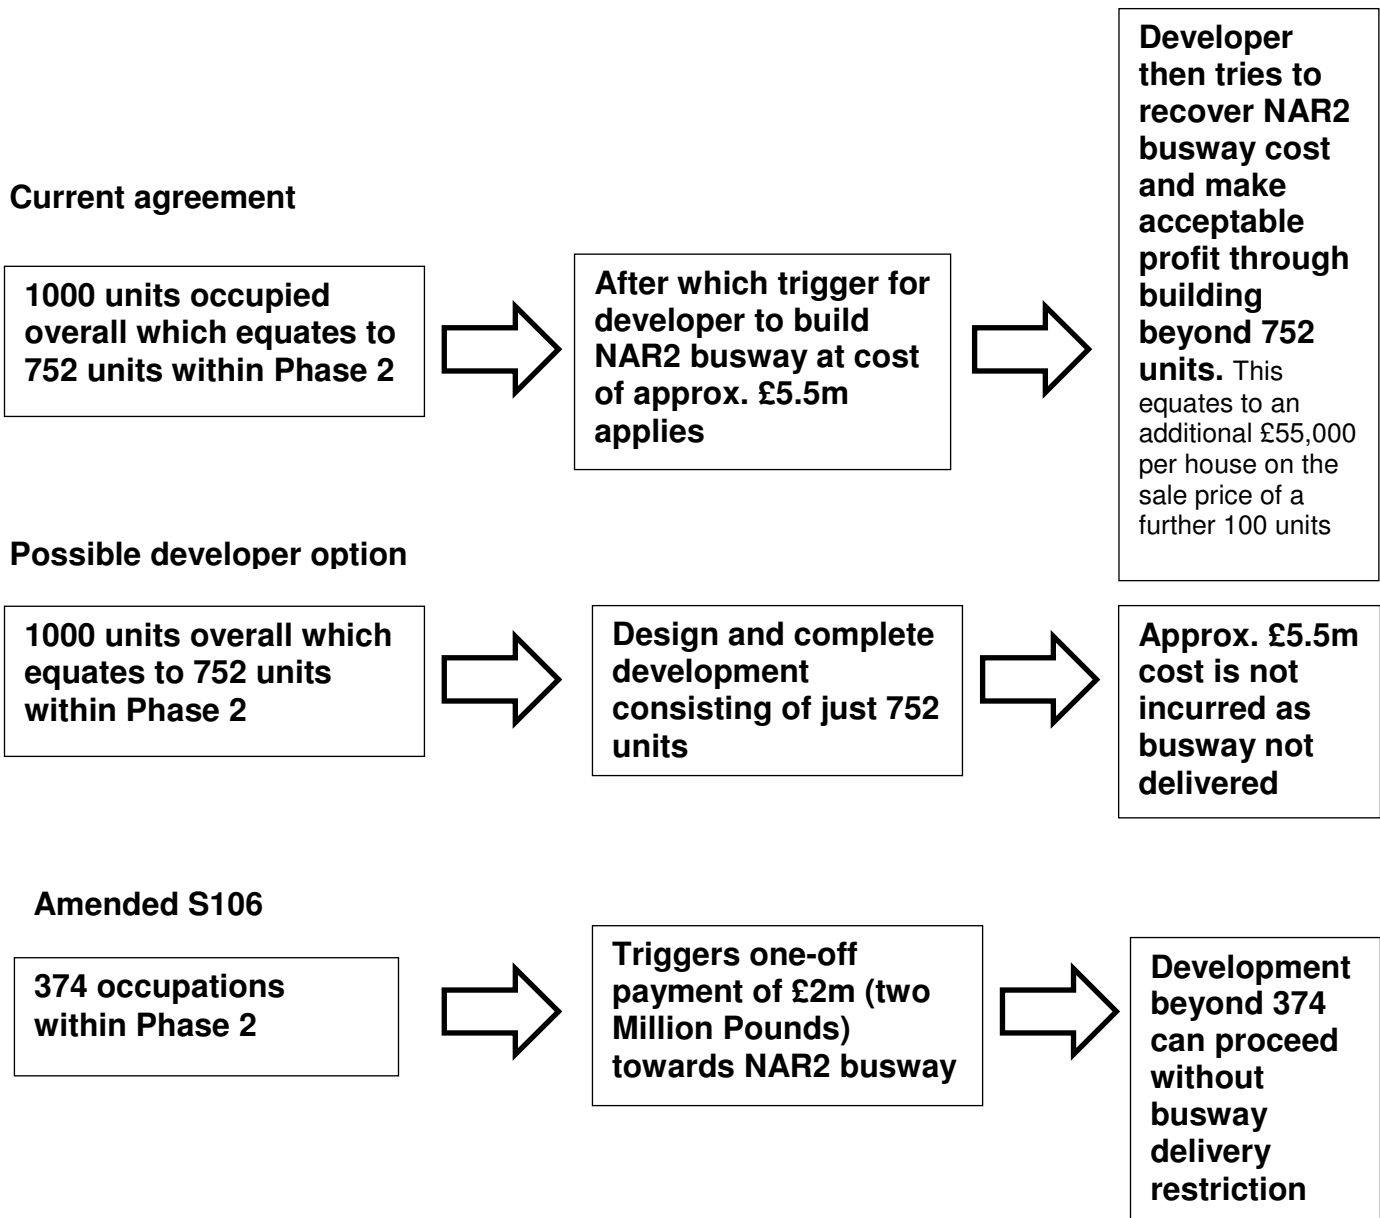 Current agreement
1000 units occupied
overall which equates to
752 units within Phase 2
After which trigger for
developer to build
NAR2 busway at cost
of approx. £5.5m
applies
Developer
then tries to
recover NAR2
busway cost
and make
acceptable
profit through
building
beyond 752
units. This
equates to an
additional £55,000
per house on the
sale price of a
further 100 units
Possible developer option
1000 units overall which
equates to 752 units
within Phase 2
Design and complete
development
consisting of just 752
units
Approx. £5.5m
cost is not
incurred as
busway not
delivered
Amended S106
374 occupations
within Phase 2
Triggers one-off
payment of £2m (two
Million Pounds)
towards NAR2 busway
Development
beyond 374
can proceed
without
busway
delivery
restriction